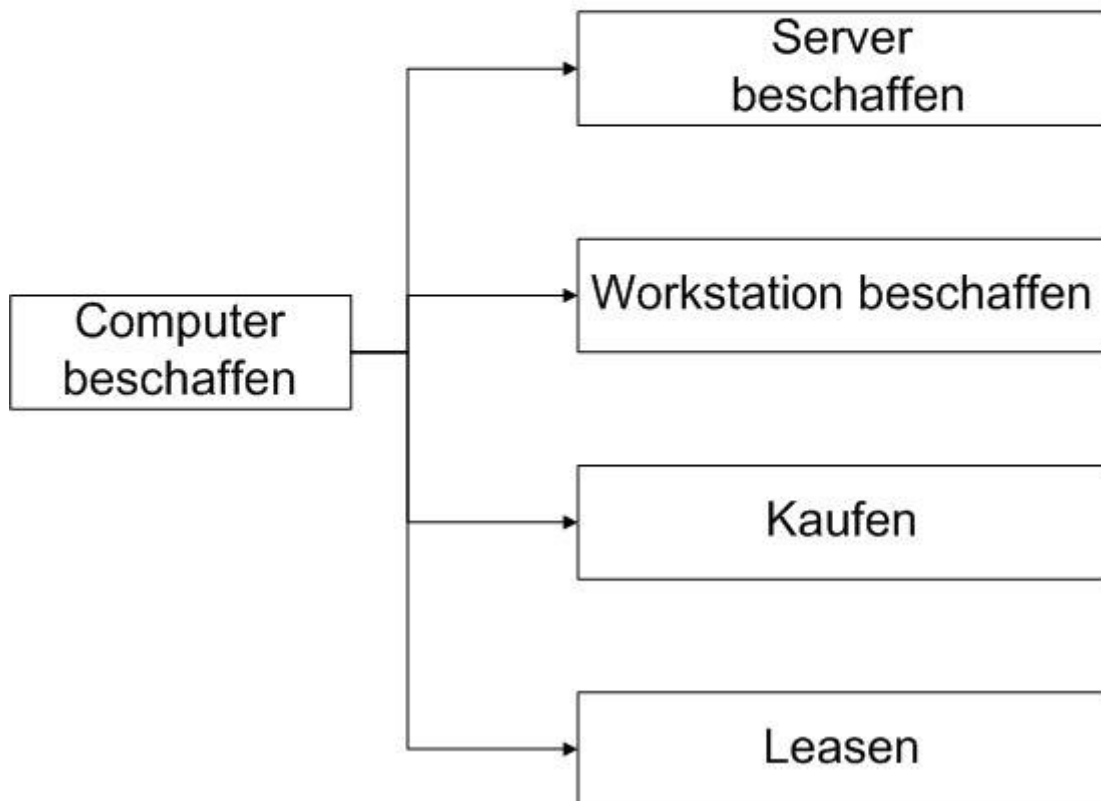 Server
beschaffen
Workstation beschaffen
Computer
beschaffen
Kaufen
Leasen